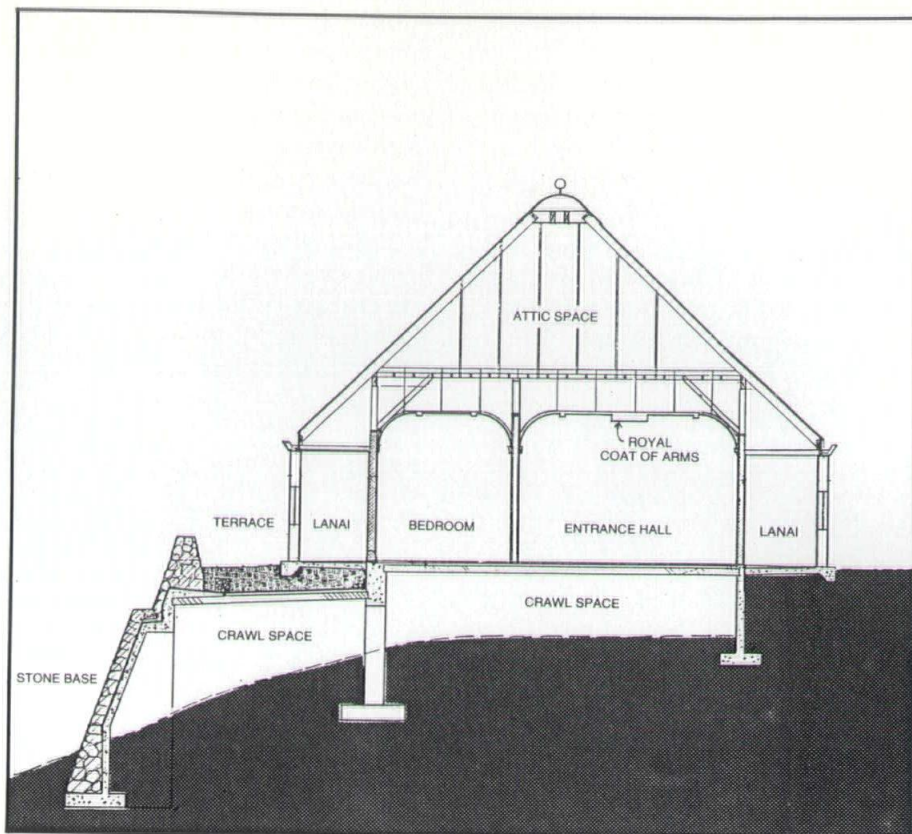 ATTIC SPACE
ROYAL
COAT OF ARMS
TERRACE
LANAI
BEDROOM
ENTRANCE HALL
LANAI
CRAWL SPACE
CRAWL SPACE
STONE BASE